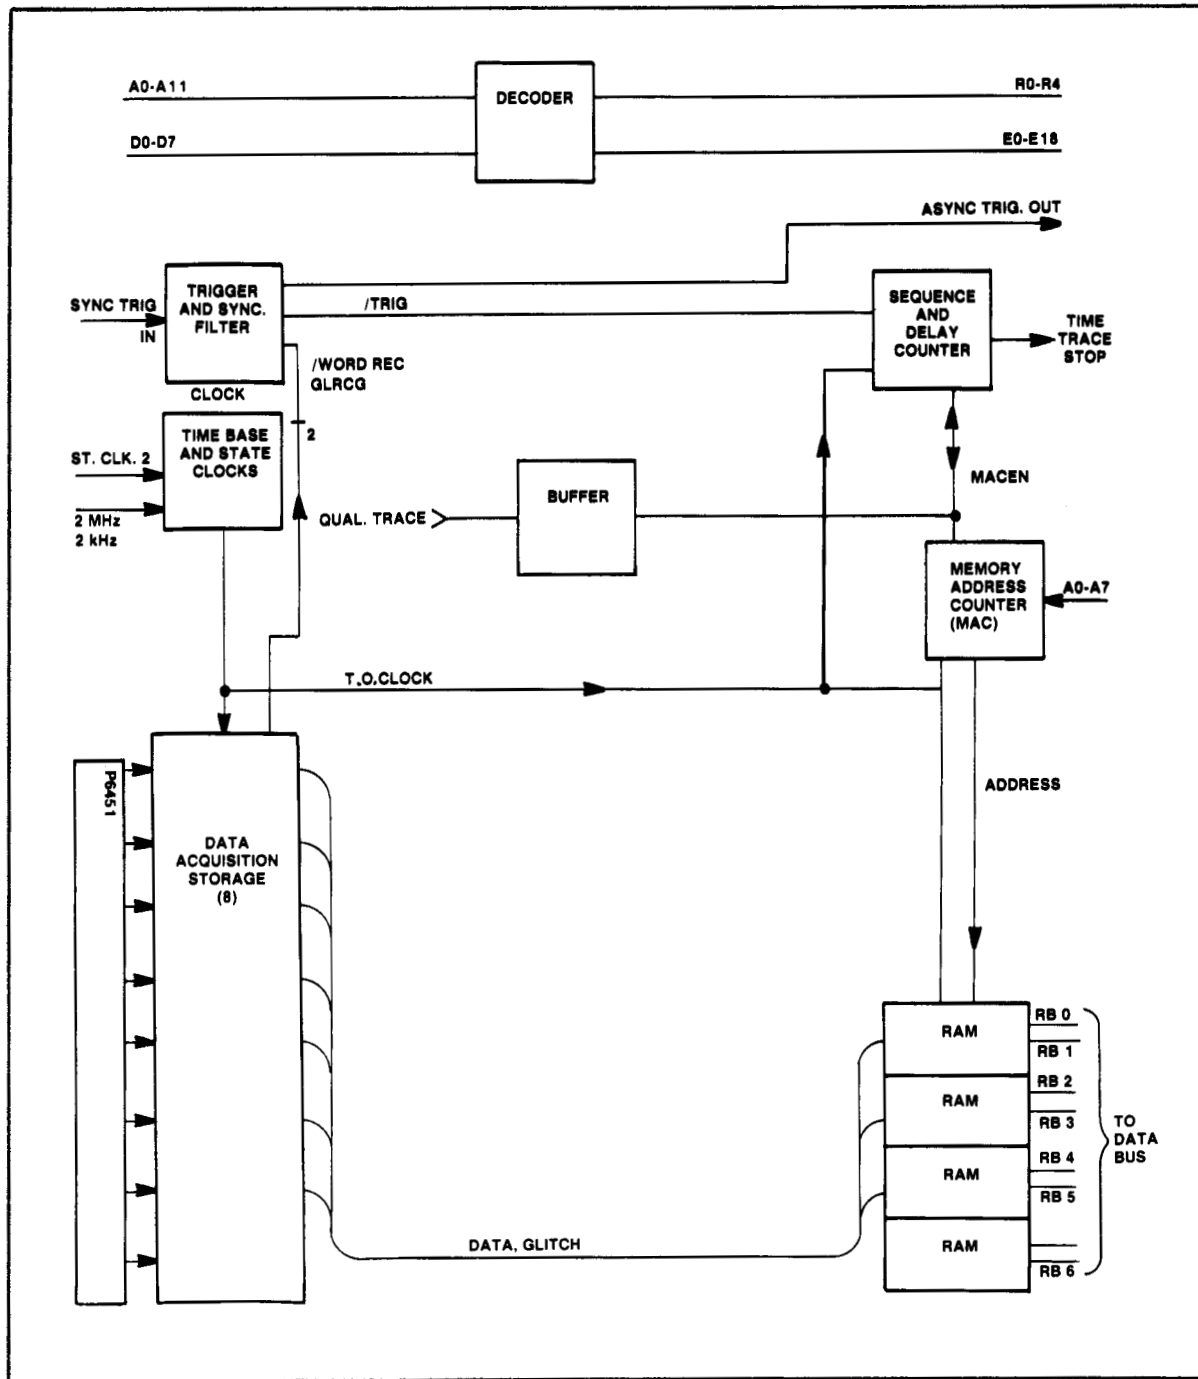 A0-A11
DECODER
R0-R4
D0-D7
E0-E18
ASYNC TRIG. OUT
SYNC TRIG
IN
TRIGGER
AND SYNC.
FILTER
/TRIG
SEQUENCE
AND
DELAY
COUNTER
TIME
TRACE
STOP
/WORD REC
GLRCG
CLOCK
2
ST. CLK. 2
TIME BASE
AND STATE
CLOCKS
2 MHz
2 kHz
QUAL. TRACE
BUFFER
MACEN
MEMORY
ADDRESS
COUNTER
(MAC)
A0-A7
T.O.CLOCK
ADDRESS
P6451
DATA
ACQUISITION
STORAGE
(8)
DATA, GLITCH
RAM
RB 0
RB 1
RAM
RB 2
RB 3
RAM
RB 4
RB 5
RAM
RB 6
TO
DATA
BUS